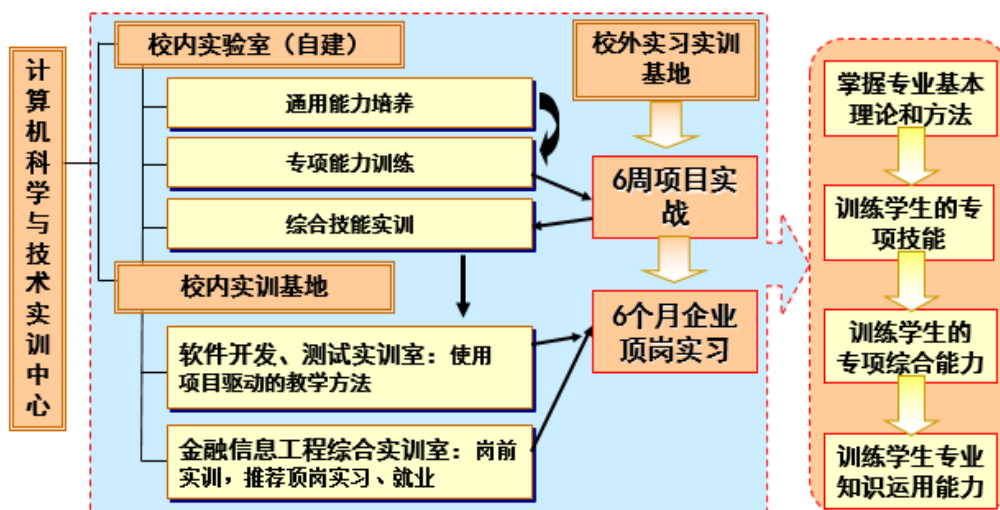 计算机科学与技术实训中心
校内实验室（自建）
通用能力培养
专项能力训练
综合技能实训
校内实训基地
软件开发、测试实训室：使用
项目驱动的教学方法
金融信息工程综合实训室：岗前
实训，推荐顶岗实习、就业
校外实习实训
基地
6周项目实
战
6个月企业
顶岗实习
掌握专业基本
理论和方法
训练学生的专
项技能
训练学生的
专项综合能力
训练学生专业
知识运用能力